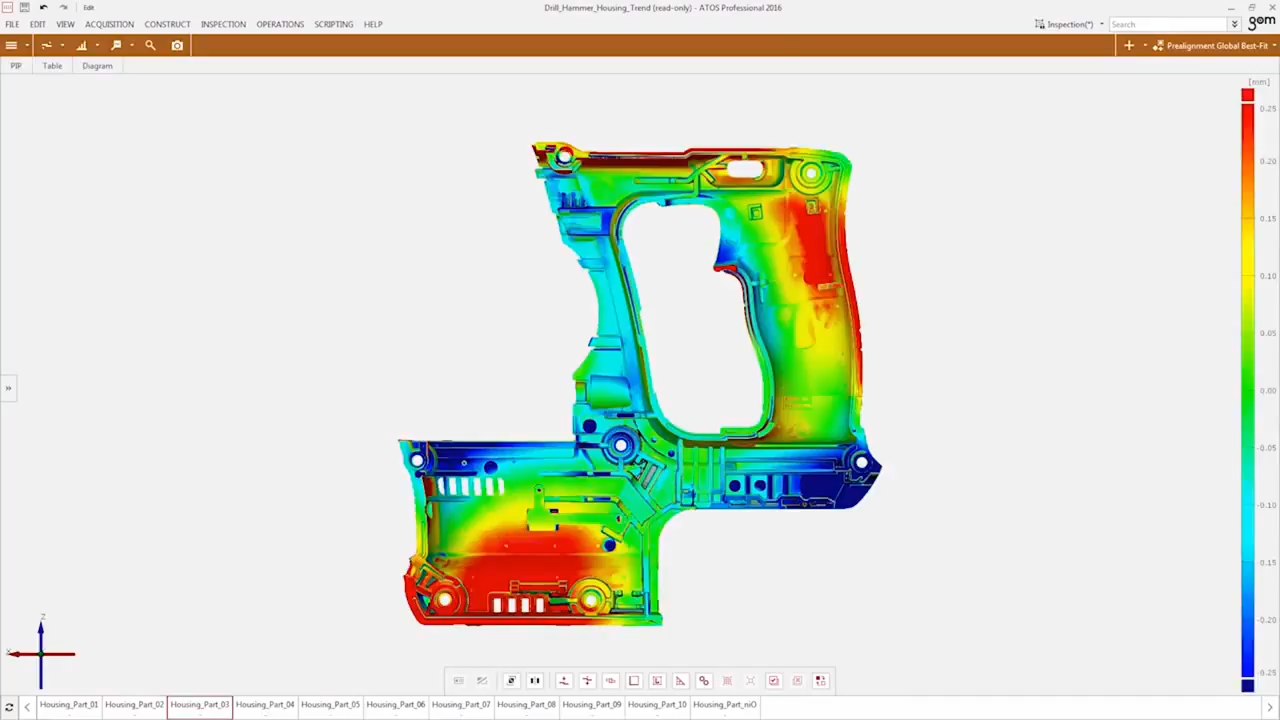 Edit
Drill_Hammer_Housing_Trend (read-only) - ATOS Professional 2016
FILE EDIT VIEW ACQUISITION CONSTRUCT INSPECTION OPERATIONS SCRIPTING HELP
Inspection(*)
Search
gom
Prealignment Global Best-Fit
PIP Table Diagram
[mm]
0.25
0.20
0.15
0.10
0.05
0.00
-0.05
-0.10
-0.15
-0.20
-0.25
Z
X
Housing_Part_01 Housing_Part_02 Housing_Part_03 Housing_Part_04 Housing_Part_05 Housing_Part_06 Housing_Part_07 Housing_Part_08 Housing_Part_09 Housing_Part_10 Housing_Part_niO